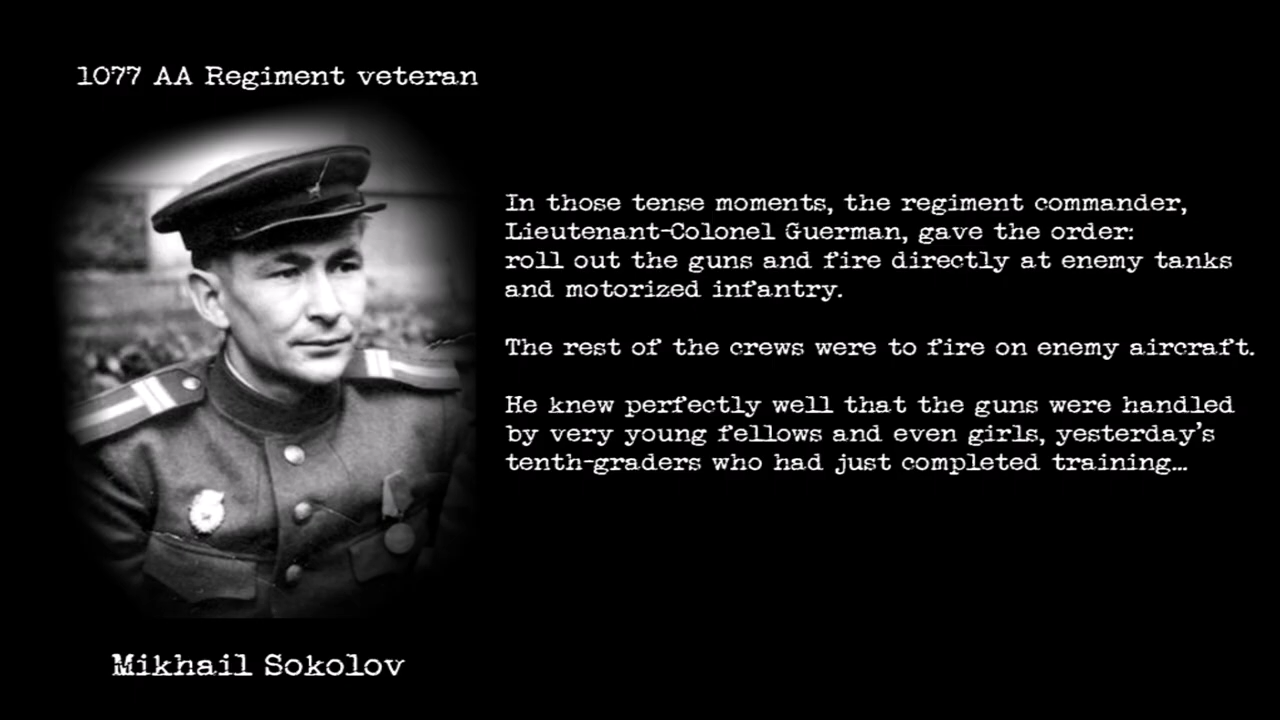 1077 AA Regiment veteran
In those tense moments, the regiment commander,
Lieutenant-Colonel Guerman, gave the order:
roll out the guns and fire directly at enemy tanks
and motorized infantry.
The rest of the crews were to fire on enemy aircraft.
He knew perfectly well that the guns were handled
by very young fellows and even girls, yesterday's
tenth-graders who had just completed training…
Mikhail Sokolov